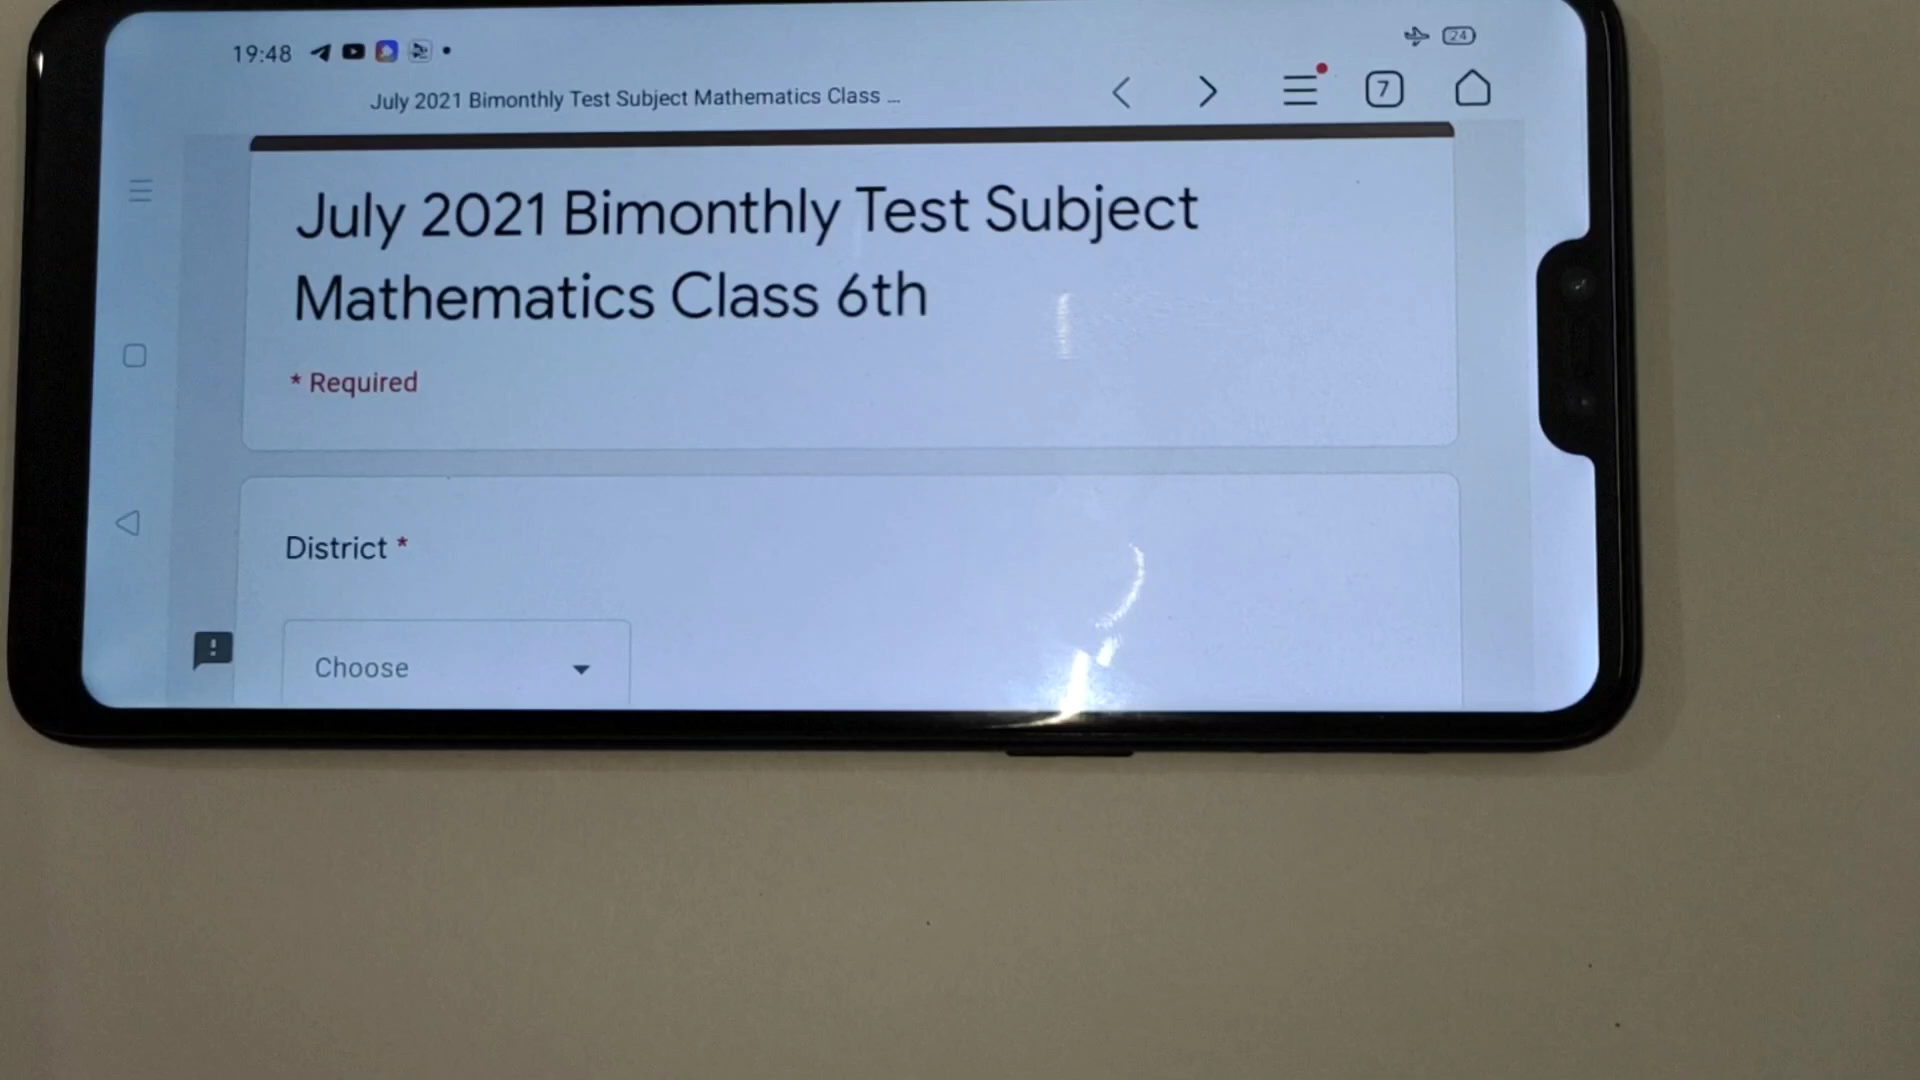 19:48
24
July 2021 Bimonthly Test Subject Mathematics Class ...
7
July 2021 Bimonthly Test Subject
Mathematics Class 6th
* Required
District *
Choose